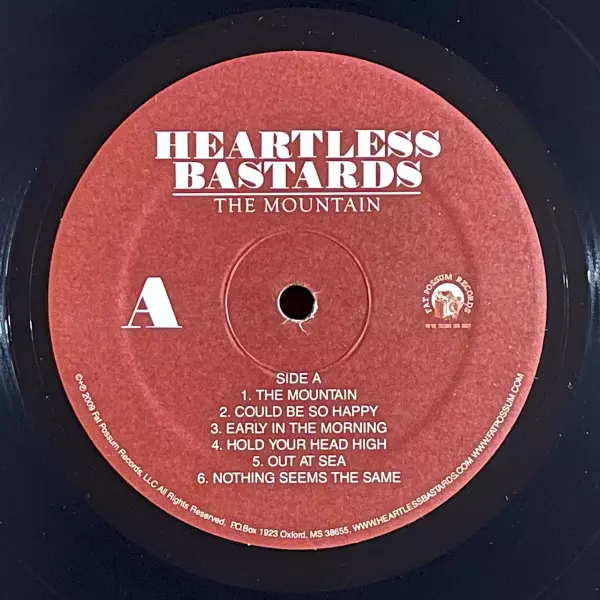 HEARTLESS
BASTARDS
THE MOUNTAIN
A
FAT POSSUM RECORDS
SIDE A
1. THE MOUNTAIN
2. COULD BE SO HAPPY
3. EARLY IN THE MORNING
4. HOLD YOUR HEAD HIGH
5. OUT AT SEA
6. NOTHING SEEMS THE SAME
©℗ 2009 Fat Possum Records, LLC All Rights Reserved. P.O.Box 1923 Oxford, MS 38655. WWW.HEARTLESSBASTARDS.COM WWW.FATPOSSUM.COM